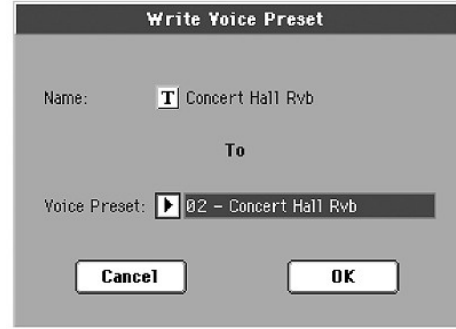 Write Voice Preset
Name: T Concert Hall Rvb
To
Voice Preset: 02 - Concert Hall Rvb
Cancel OK